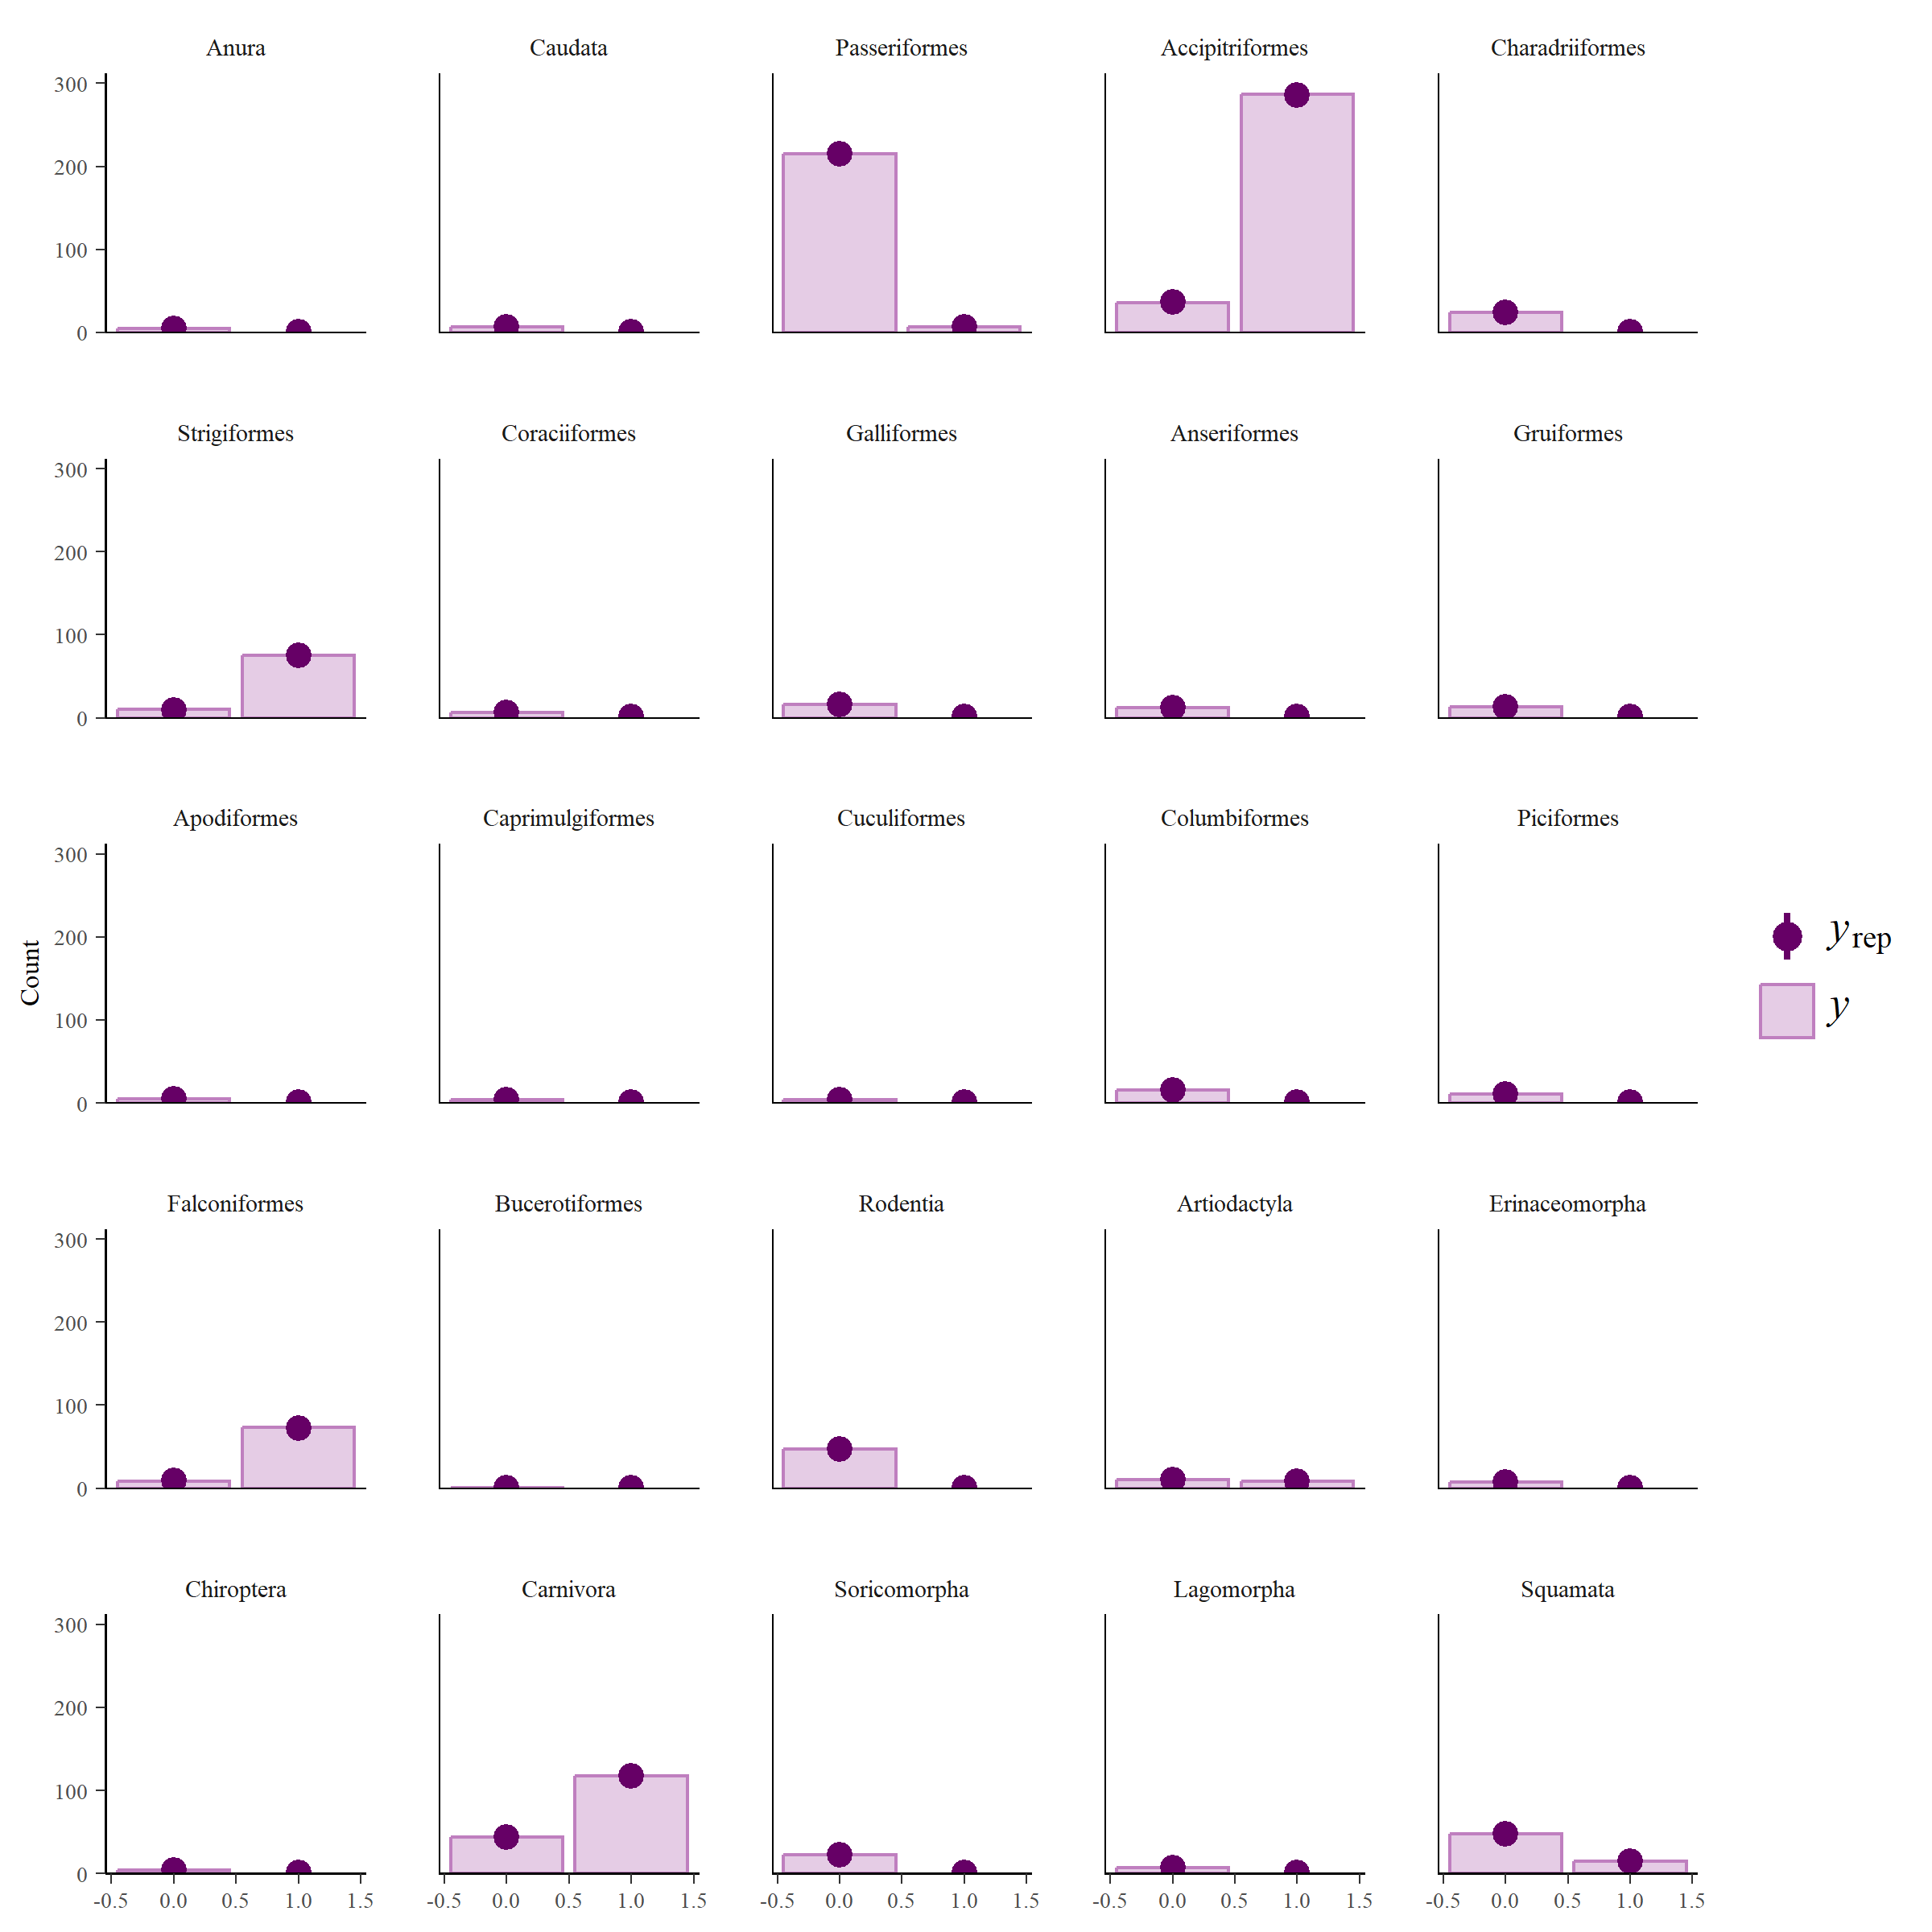 Anura Caudata Passeriformes Accipitriformes Charadriiformes
300
200
100
0
Strigiformes Coraciiformes Galliformes Anseriformes Gruiformes
300
200
100
0
Apodiformes Caprimulgiformes Cuculiformes Columbiformes Piciformes
300
200
100
0
Count
y rep
y
Falconiformes Bucerotiformes Rodentia Artiodactyla Erinaceomorpha
300
200
100
0
Chiroptera Carnivora Soricomorpha Lagomorpha Squamata
300
200
100
0
-0.5 0.0 0.5 1.0 1.5 -0.5 0.0 0.5 1.0 1.5 -0.5 0.0 0.5 1.0 1.5 -0.5 0.0 0.5 1.0 1.5 -0.5 0.0 0.5 1.0 1.5